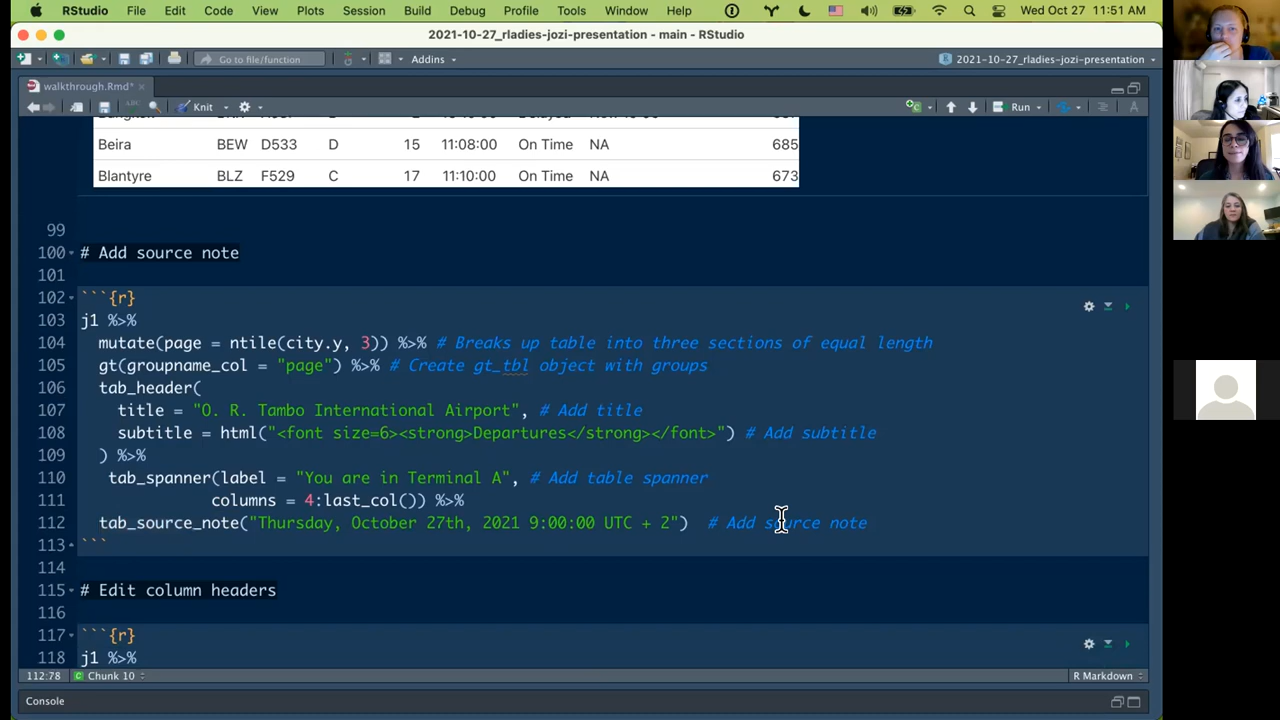 RStudio File Edit Code View Plots Session Build Debug Profile Tools Window Help Wed Oct 27 11:51 AM
2021-10-27_rladies-jozi-presentation - main - RStudio
Go to file/function Addins 2021-10-27_rladies-jozi-presentation
walkthrough.Rmd*
Knit Run
Beira BEW D533 D 15 11:08:00 On Time NA 685
Blantyre BLZ F529 C 17 11:10:00 On Time NA 673
99
100 # Add source note
101
102 ```{r}
103 j1 %>%
104 mutate(page = ntile(city.y, 3)) %>% # Breaks up table into three sections of equal length
105 gt(groupname_col = "page") %>% # Create gt_tbl object with groups
106 tab_header(
107 title = "O. R. Tambo International Airport", # Add title
108 subtitle = html("<font size=6><strong>Departures</strong></font>") # Add subtitle
109 ) %>%
110 tab_spanner(label = "You are in Terminal A", # Add table spanner
111 columns = 4:last_col()) %>%
112 tab_source_note("Thursday, October 27th, 2021 9:00:00 UTC + 2") # Add source note
113 ```
114
115 # Edit column headers
116
117 ```{r}
118 j1 %>%
112:78 Chunk 10 R Markdown
Console